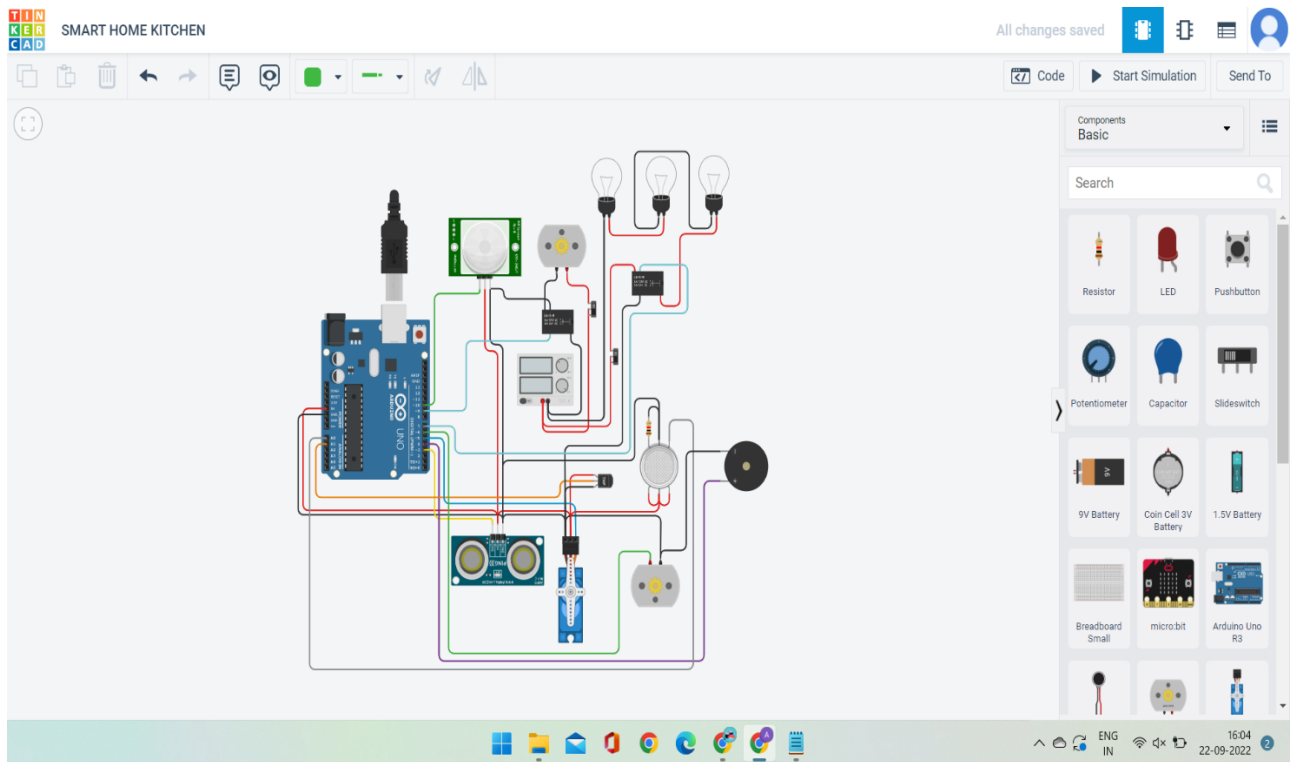 TIN
KER
CAD
SMART HOME KITCHEN
All changes saved
Code
Start Simulation
Send To
Components
Basic
Search
Resistor
LED
Pushbutton
Potentiometer
Capacitor
Slideswitch
9V
9V Battery
Coin Cell 3V
Battery
1.5V Battery
Breadboard
Small
micro:bit
Arduino Uno
R3
UNO
ARDUINO
ENG
IN
16:04
22-09-2022
2